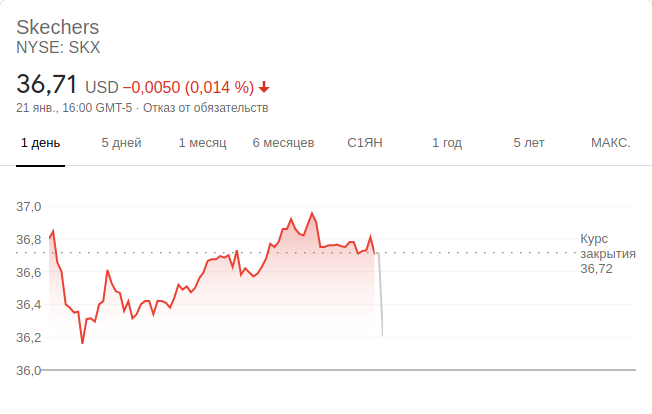 Skechers
NYSE: SKX
36,71 USD −0,0050 (0,014 %)
21 янв., 16:00 GMT-5 · Отказ от обязательств
1 день 5 дней 1 месяц 6 месяцев С1ЯН 1 год 5 лет МАКС.
37,0
36,8
36,6
36,4
36,2
36,0
Курс
закрытия
36,72